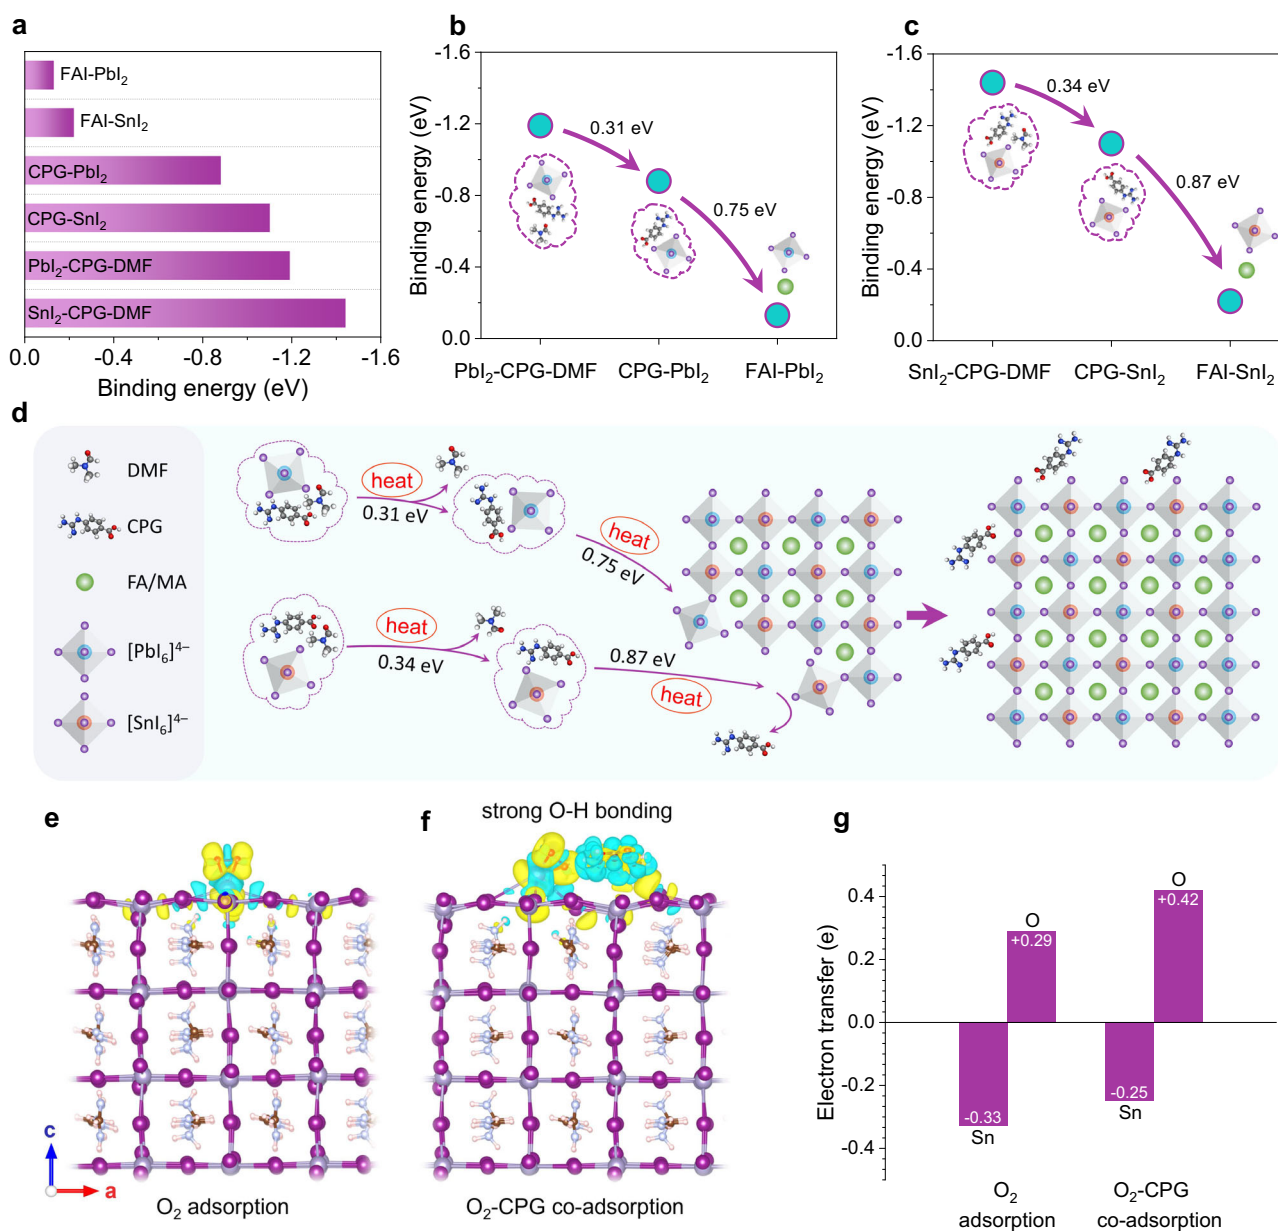 a
FAI-PbI₂
FAI-SnI₂
CPG-PbI₂
CPG-SnI₂
PbI₂-CPG-DMF
SnI₂-CPG-DMF
0.0 -0.4 -0.8 -1.2 -1.6
Binding energy (eV)
b
Binding energy (eV)
-1.6
-1.2
-0.8
-0.4
0.0
0.31 eV
0.75 eV
PbI₂-CPG-DMF CPG-PbI₂ FAI-PbI₂
c
Binding energy (eV)
-1.6
-1.2
-0.8
-0.4
0.0
0.34 eV
0.87 eV
SnI₂-CPG-DMF CPG-SnI₂ FAI-SnI₂
d
DMF
CPG
FA/MA
[PbI₆]⁴⁻
[SnI₆]⁴⁻
heat
0.31 eV
heat
0.75 eV
heat
0.34 eV
0.87 eV
heat
e
c
a
O₂ adsorption
f
strong O-H bonding
O₂-CPG co-adsorption
g
Electron transfer (e)
0.4
0.2
0.0
-0.2
-0.4
O
+0.29
-0.33
Sn
O
+0.42
-0.25
Sn
O₂
adsorption
O₂-CPG
co-adsorption